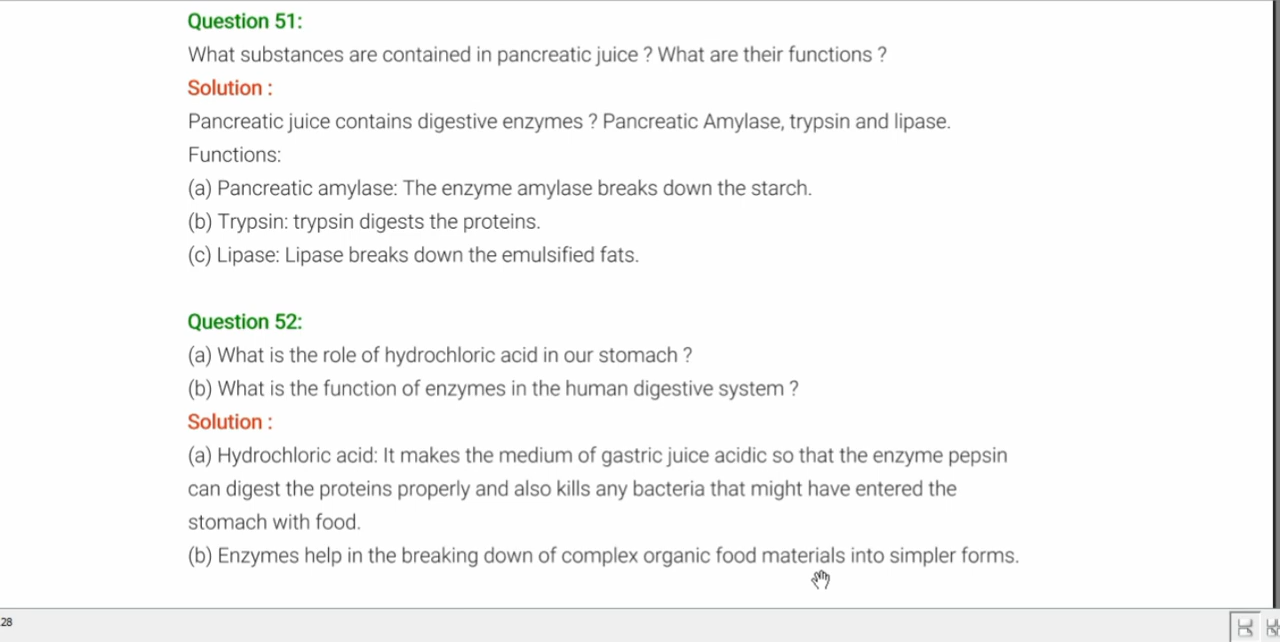 Question 51:
What substances are contained in pancreatic juice ? What are their functions ?
Solution :
Pancreatic juice contains digestive enzymes ? Pancreatic Amylase, trypsin and lipase.
Functions:
(a) Pancreatic amylase: The enzyme amylase breaks down the starch.
(b) Trypsin: trypsin digests the proteins.
(c) Lipase: Lipase breaks down the emulsified fats.
Question 52:
(a) What is the role of hydrochloric acid in our stomach ?
(b) What is the function of enzymes in the human digestive system ?
Solution :
(a) Hydrochloric acid: It makes the medium of gastric juice acidic so that the enzyme pepsin
can digest the proteins properly and also kills any bacteria that might have entered the
stomach with food.
(b) Enzymes help in the breaking down of complex organic food materials into simpler forms.
28